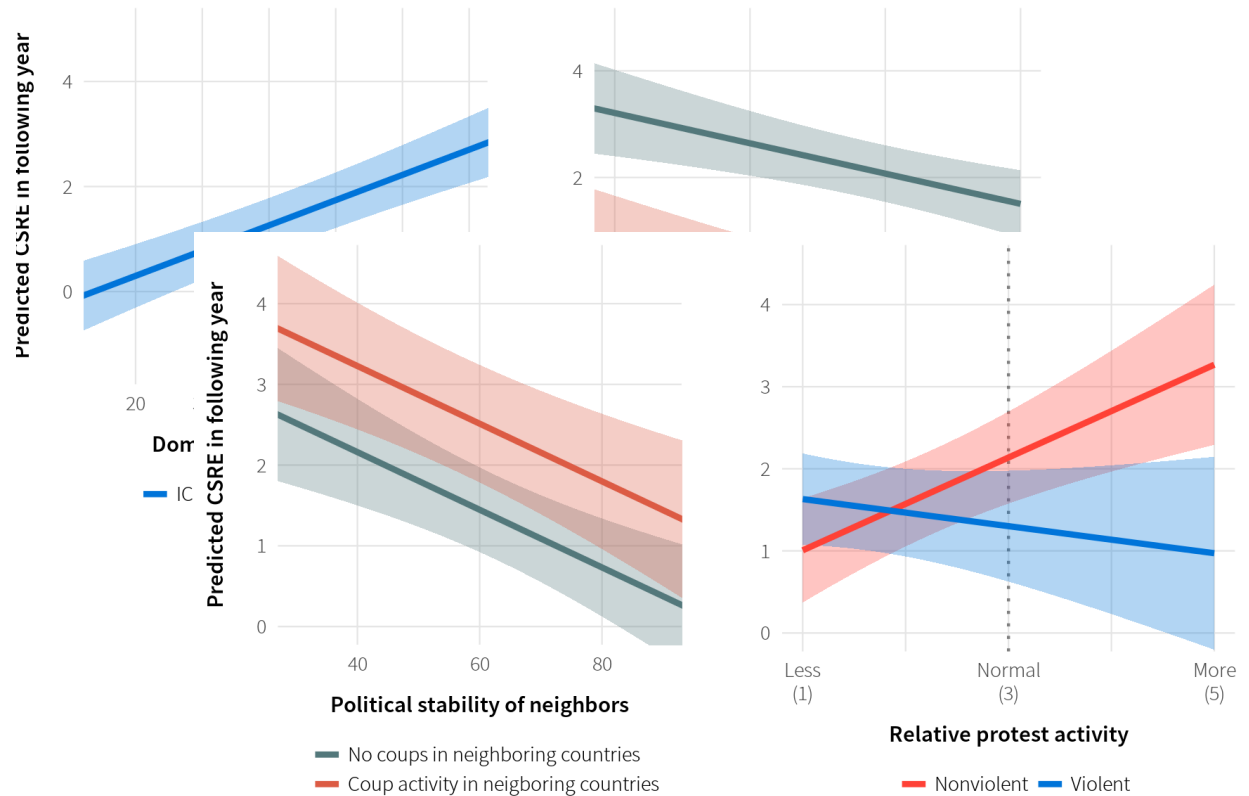 Predicted CSRE in following year
4
2
0
20
Dom
IC
4
2
Predicted CSRE in following year
4
3
2
1
0
40 60 80
Political stability of neighbors
No coups in neighboring countries
Coup activity in neigboring countries
4
3
2
1
0
Less Normal More
(1) (3) (5)
Relative protest activity
Nonviolent Violent